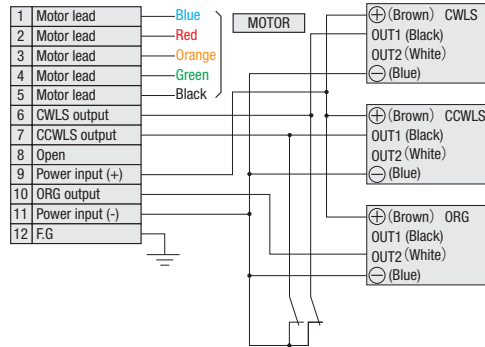 1 Motor lead Blue
2 Motor lead Red
3 Motor lead Orange
4 Motor lead Green
5 Motor lead Black
6 CWLS output
7 CCWLS output
8 Open
9 Power input (+)
10 ORG output
11 Power input (-)
12 F.G
MOTOR
⊕(Brown) CWLS
OUT1 (Black)
OUT2 (White)
⊖(Blue)
⊕(Brown) CCWLS
OUT1 (Black)
OUT2 (White)
⊖(Blue)
⊕(Brown) ORG
OUT1 (Black)
OUT2 (White)
⊖(Blue)